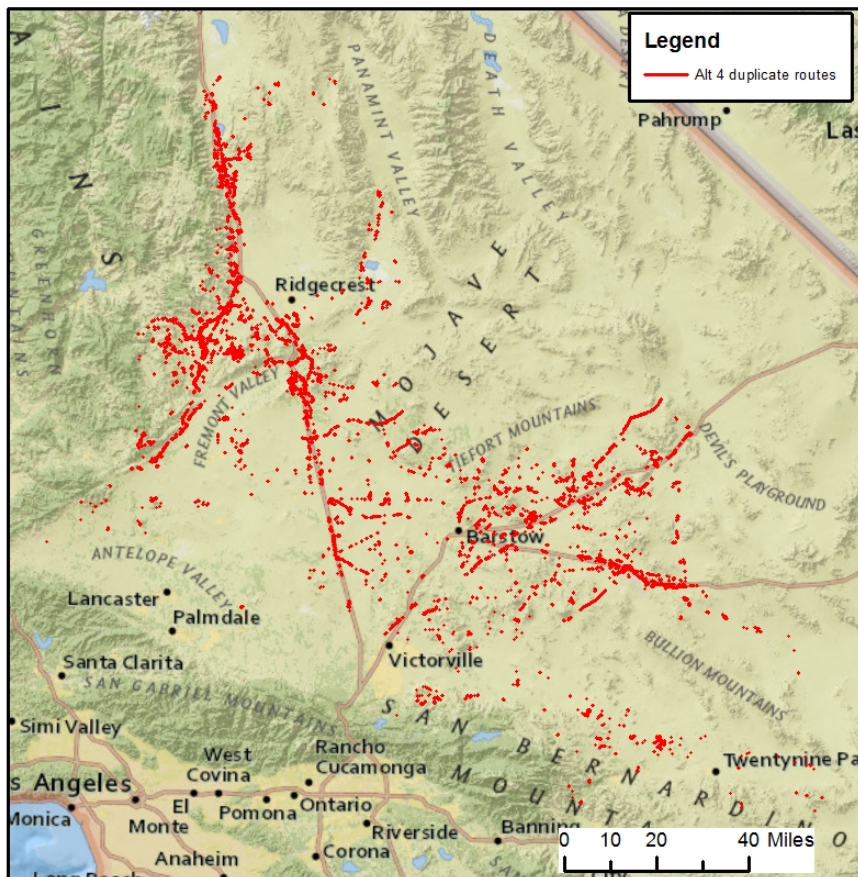 Legend
Alt 4 duplicate routes
Pahrump
Las
PANAMINT VALLEY
DEATH VALLEY
GREENHORN
MOUNTAINS
Ridgecrest
MOJAVE
DESERT
FREMONT VALLEY
TIEFORT MOUNTAINS
DEVIL'S PLAYGROUND
Barstow
ANTELOPE VALLEY
Lancaster
Palmdale
Santa Clarita
Victorville
BULLION MOUNTAINS
SAN GABRIEL MOUNTAINS
SAN BERNARDINO
MOUNTA
Simi Valley
West
Covina
Rancho
Cucamonga
Twentynine Pa
s Angeles
El
Monte
Pomona
Ontario
Monica
Riverside
Banning
Anaheim
Corona
0 10 20 40 Miles